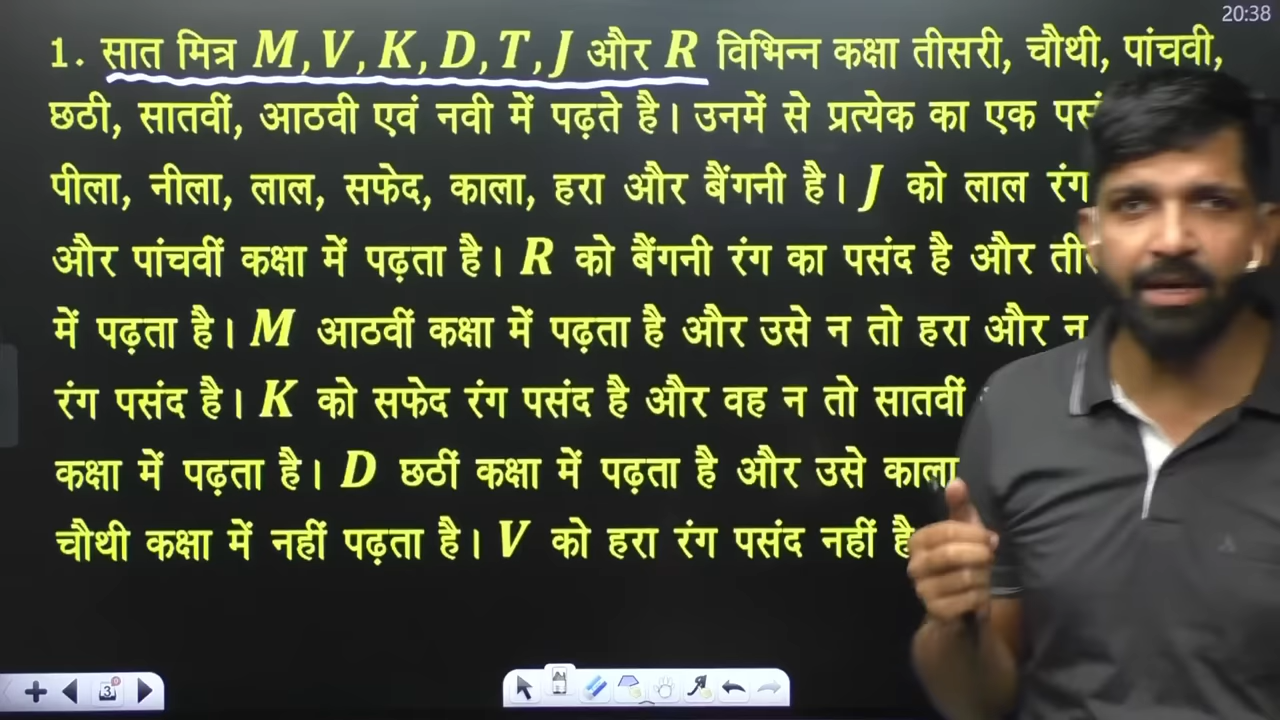 20:38
1. सात मित्र M, V, K, D, T, J और R विभिन्न कक्षा तीसरी, चौथी, पांचवी,
छठी, सातवीं, आठवी एवं नवी में पढ़ते है। उनमें से प्रत्येक का एक
पीला, नीला, लाल, सफेद, काला, हरा और बैंगनी है। J को लाल रंग
और पांचवीं कक्षा में पढ़ता है। R को बैंगनी रंग का पसंद है और
में पढ़ता है। M आठवीं कक्षा में पढ़ता है और उसे न तो हरा और न
रंग पसंद है। K को सफेद रंग पसंद है और वह न तो सातवीं
कक्षा में पढ़ता है। D छठीं कक्षा में पढ़ता है और उसे काला
चौथी कक्षा में नहीं पढ़ता है। V को हरा रंग पसंद नहीं है
3